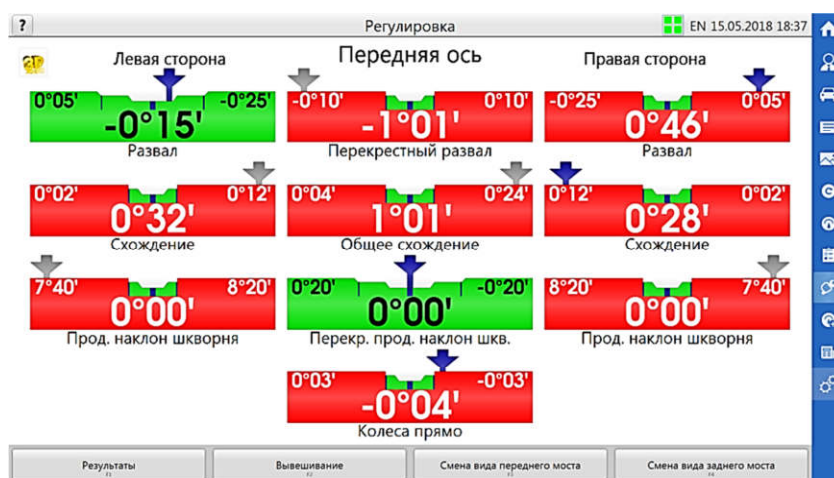 ?
Регулировка
EN 15.05.2018 18:37
3D
Левая сторона
Передняя ось
Правая сторона
0°05'
-0°25'
-0°15'
Развал
-0°10'
0°10'
-1°01'
Перекрестный развал
-0°25'
0°05'
0°46'
Развал
0°02'
0°12'
0°32'
Схождение
0°04'
0°24'
1°01'
Общее схождение
0°12'
0°02'
0°28'
Схождение
7°40'
8°20'
0°00'
Прод. наклон шкворня
0°20'
-0°20'
0°00'
Перекр. прод. наклон шкв.
8°20'
7°40'
0°00'
Прод. наклон шкворня
0°03'
-0°03'
-0°04'
Колеса прямо
Результаты
F1
Вывешивание
F2
Смена вида переднего моста
F3
Смена вида заднего моста
F4